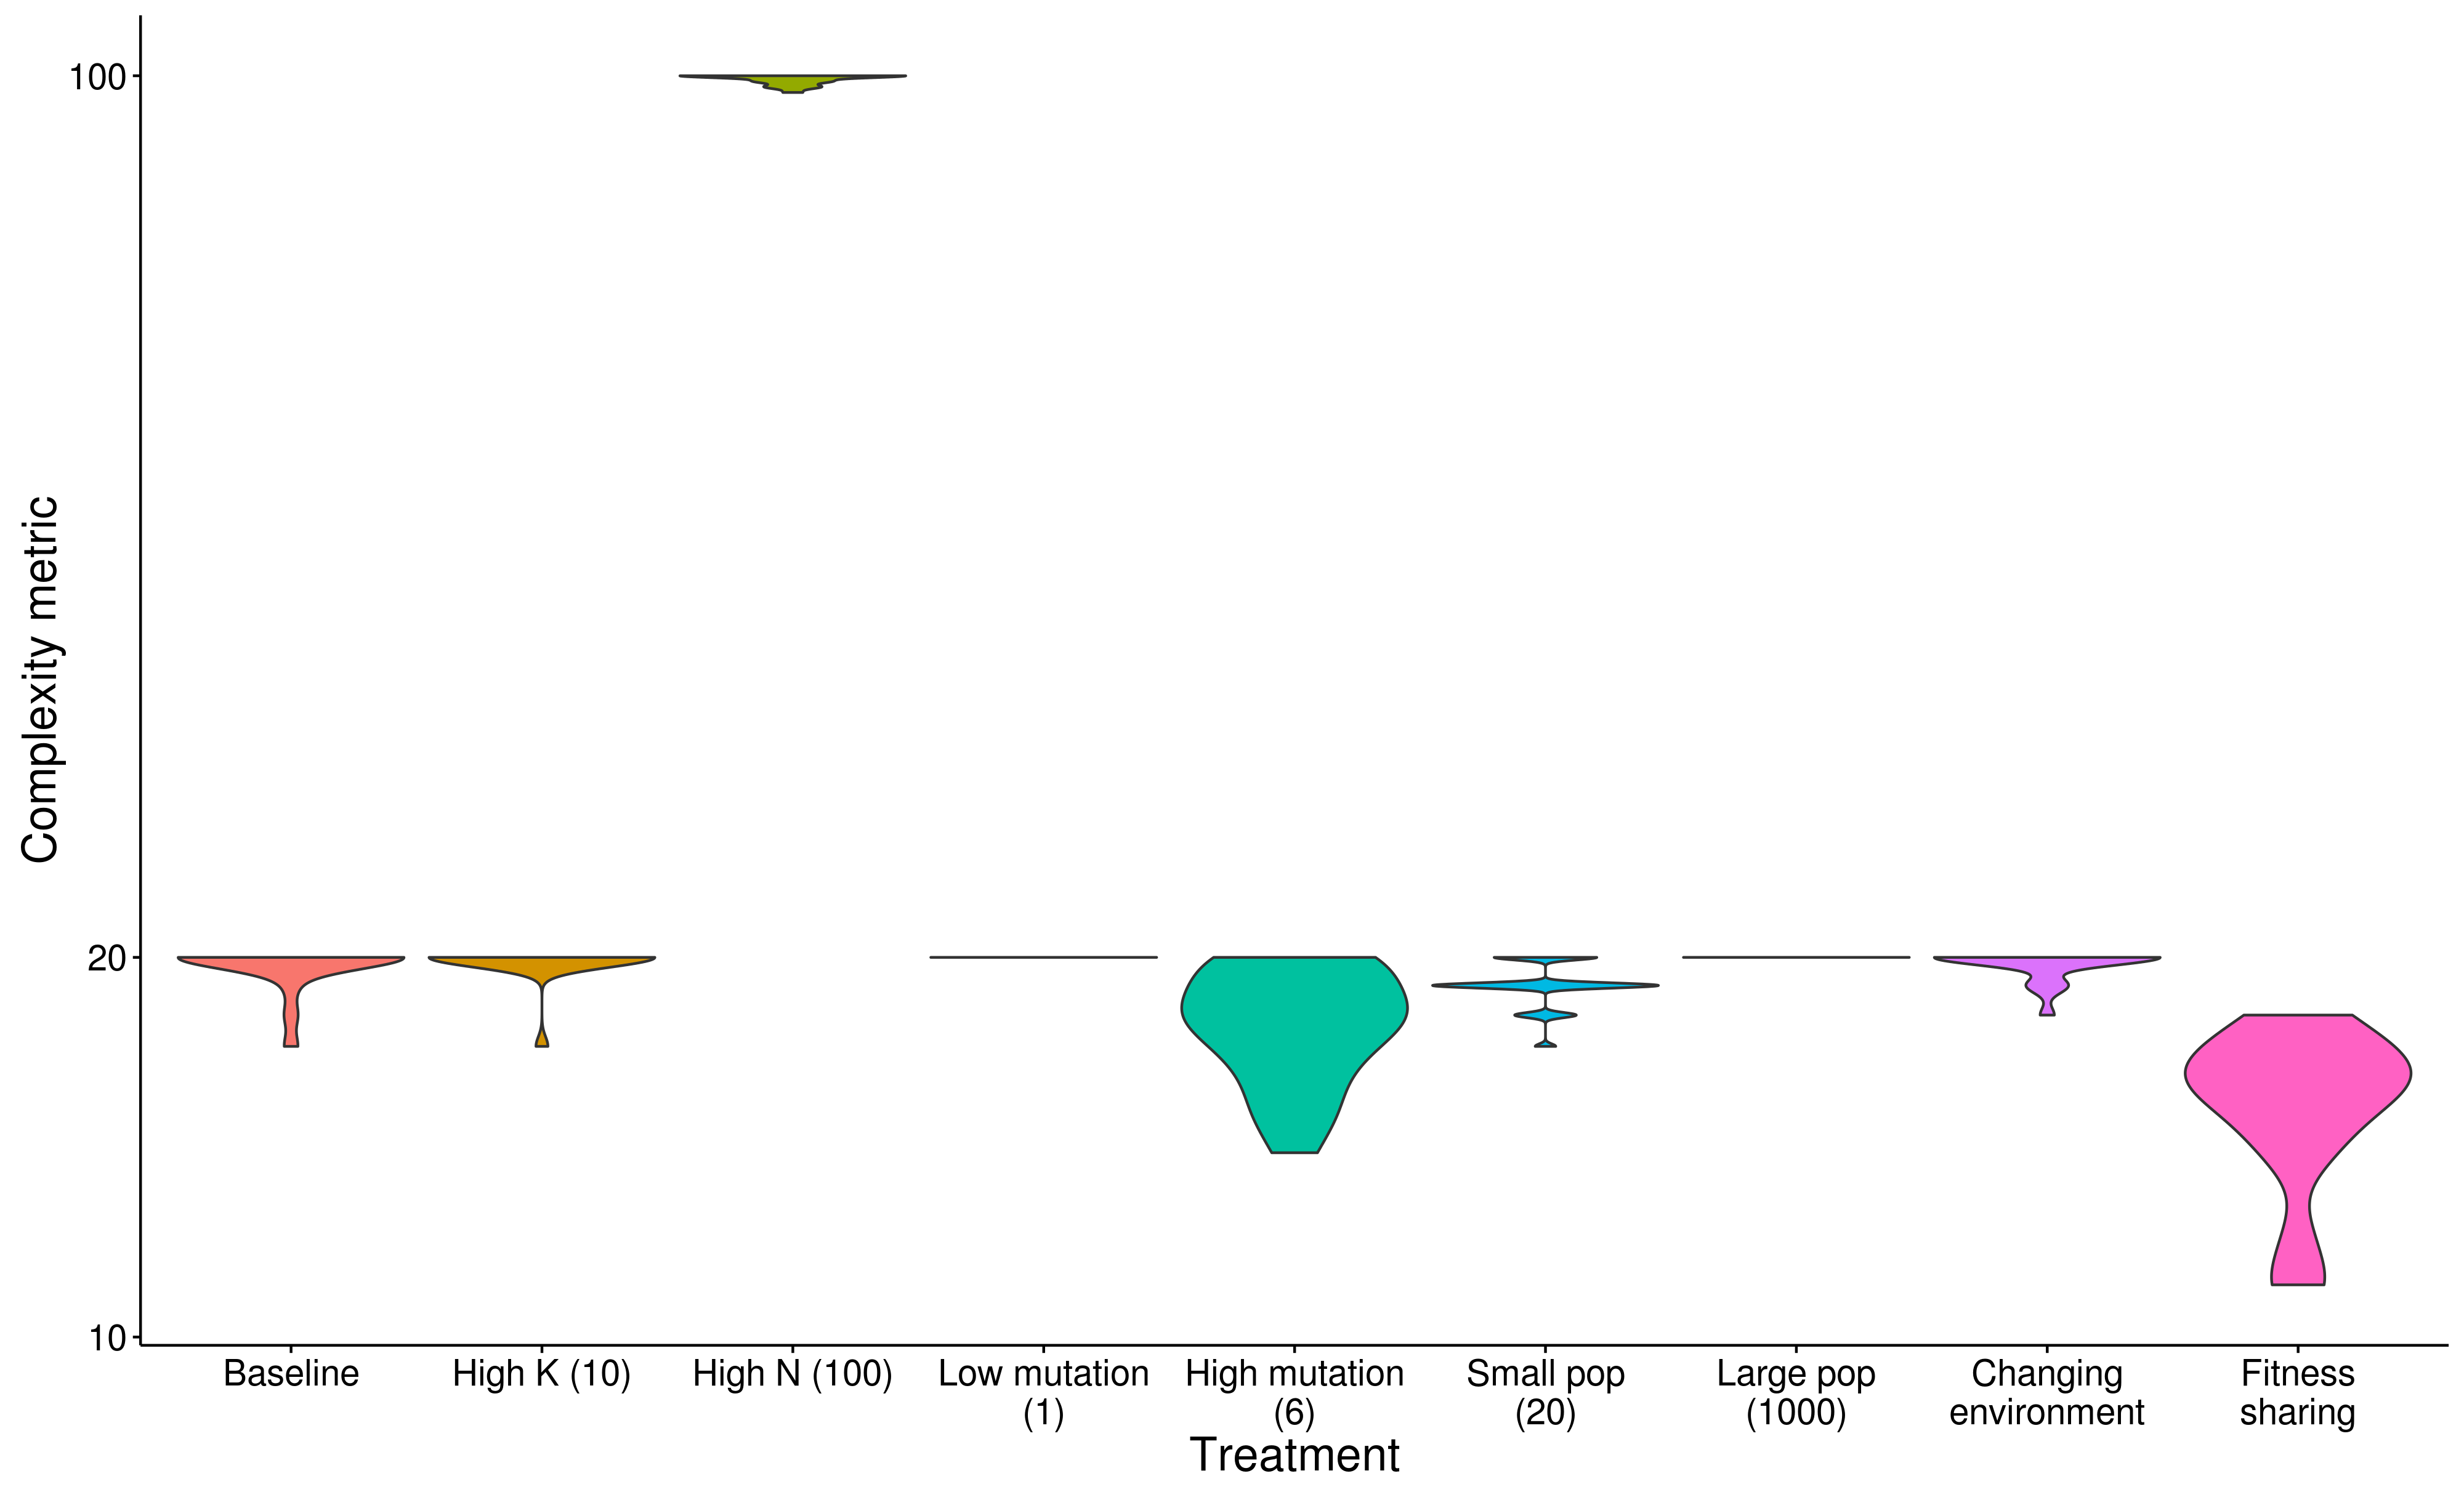 Complexity metric
100
20
10
Baseline
High K (10)
High N (100)
Low mutation
(1)
High mutation
(6)
Small pop
(20)
Large pop
(1000)
Changing
environment
Fitness
sharing
Treatment